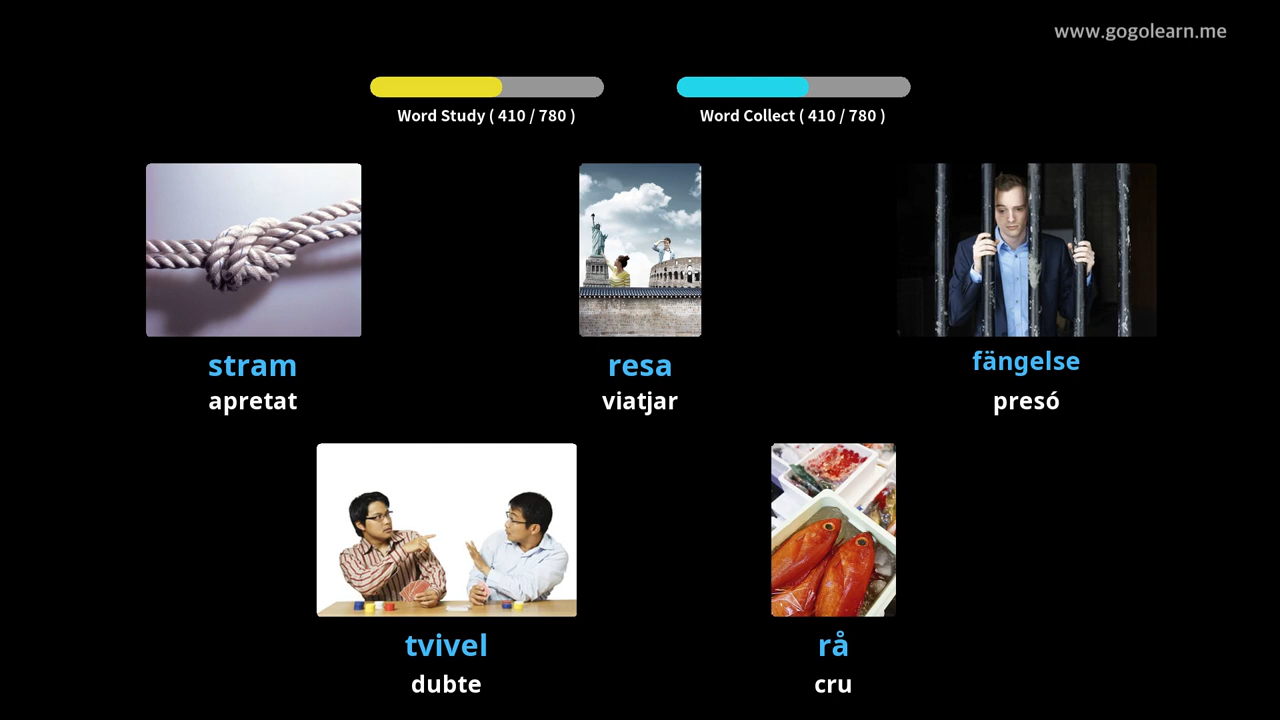 www.gogolearn.me
Word Study ( 410 / 780 )
Word Collect ( 410 / 780 )
stram
apretat
resa
viatjar
fängelse
presó
tvivel
dubte
rå
cru